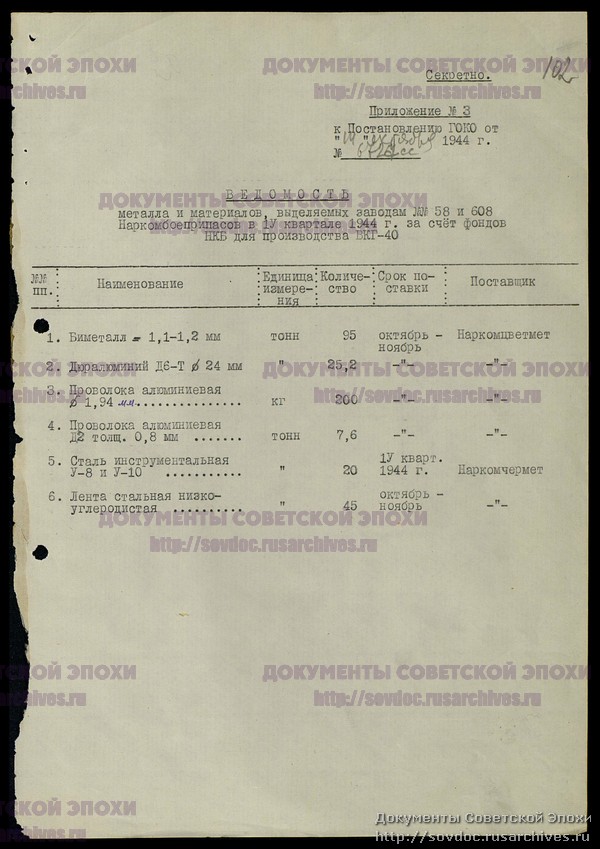 102
Секретно.
Приложение № 3
к Постановлению ГОКО от
" " 1944 г.
№ сс
ВЕДОМОСТЬ
металла и материалов, выделяемых заводам №№ 58 и 608
Наркомбоеприпасов в 1У квартале 1944 г. за счёт фондов
НКБ для производства ВКГ-40
№№ пп. Наименование Единица измерения Количество Срок поставки Поставщик
1. Биметалл - 1,1-1,2 мм тонн 95 октябрь - Наркомцветмет
ноябрь
2. Дюралюминий Д6-Т ø 24 мм " 25,2 -"- -"-
3. Проволока алюминиевая
ø 1,94 мм .............. кг 300 -"- -"-
4. Проволока алюминиевая
Д2 толщ. 0,8 мм ....... тонн 7,6 -"- -"-
5. Сталь инструментальная 1У кварт.
У-8 и У-10 ........... " 20 1944 г. Наркомчермет
6. Лента стальная низко- октябрь -
углеродистая .......... " 45 ноябрь -"-
ДОКУМЕНТЫ СОВЕТСКОЙ ЭПОХИ
http://sovdoc.rusarchives.ru
Документы Советской Эпохи
http://sovdoc.rusarchives.ru